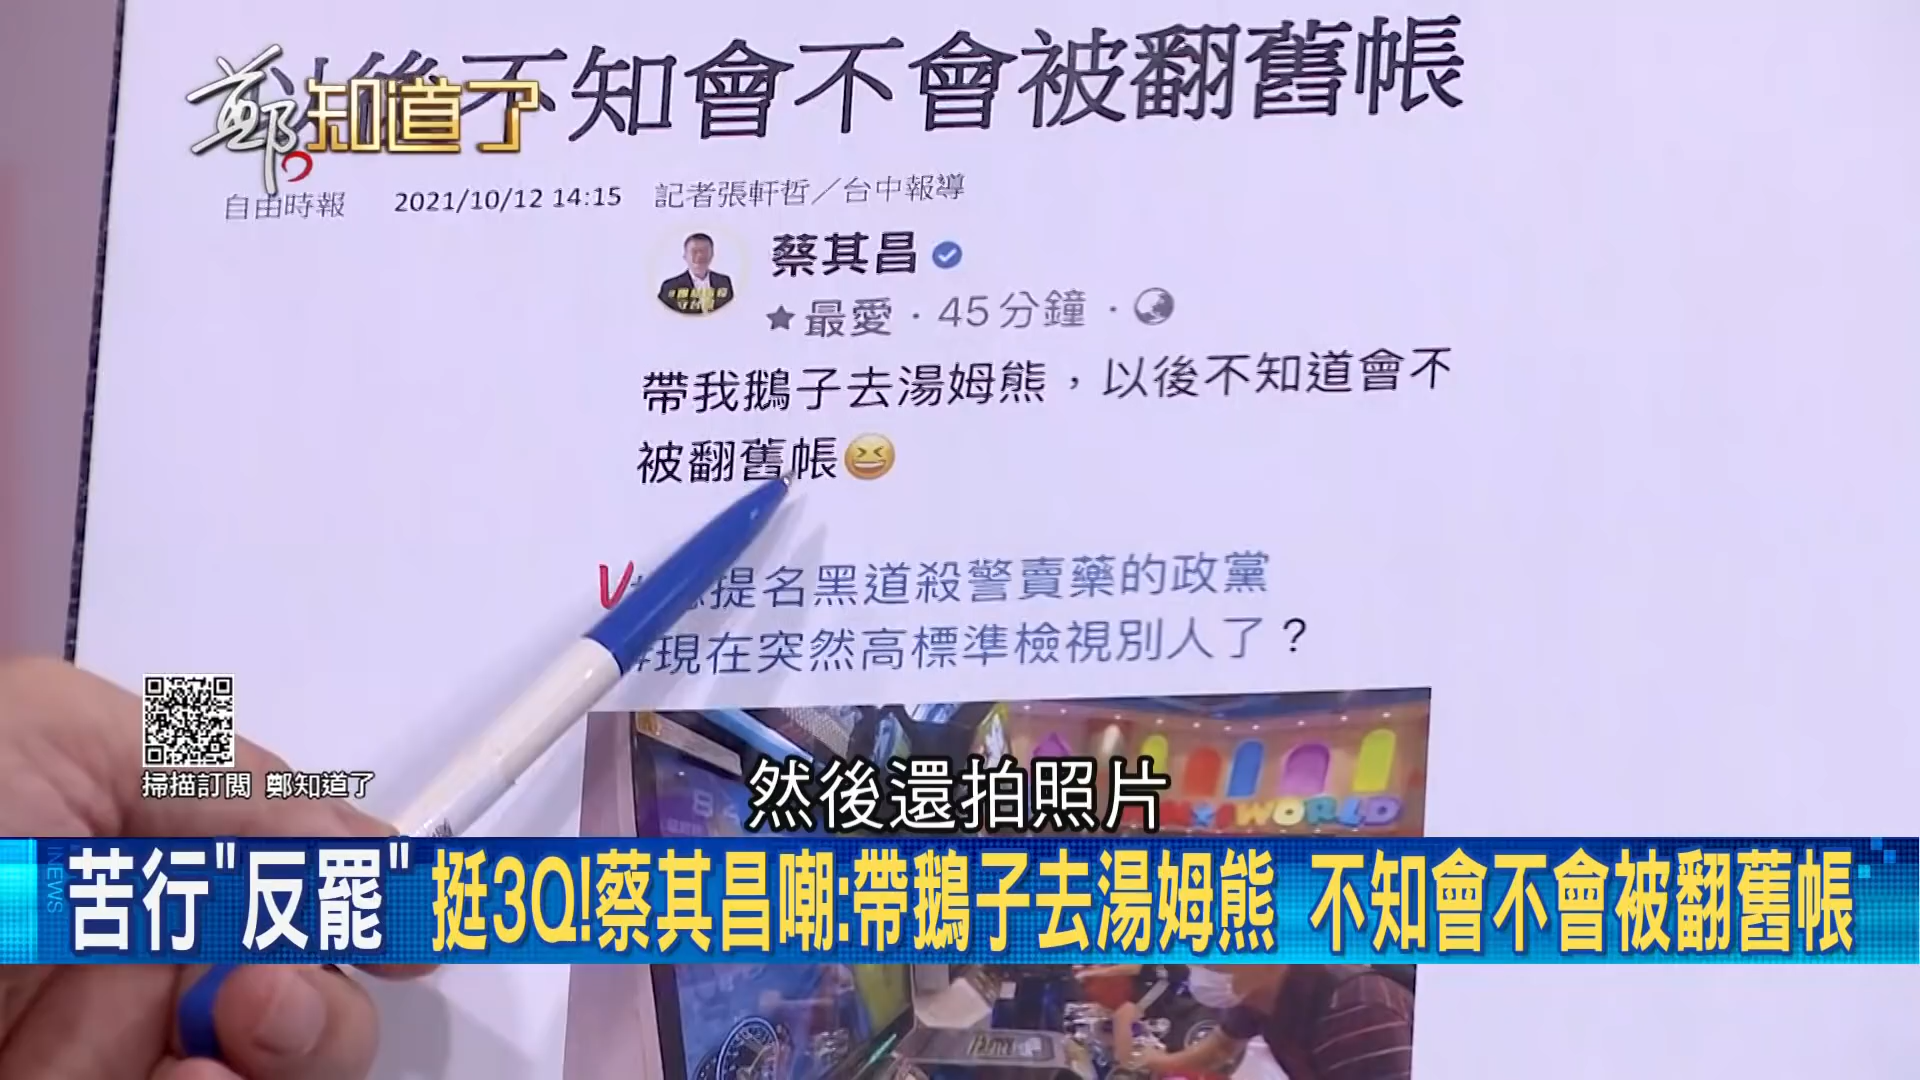 後不知會不會被翻舊帳
鄭知道了
自由時報 2021/10/12 14:15 記者張軒哲／台中報導
蔡其昌
最愛·45分鐘·
帶我鵝子去湯姆熊，以後不知道會不
被翻舊帳😆
提名黑道殺警賣藥的政黨
#現在突然高標準檢視別人了？
掃描訂閱 鄭知道了
WORLD
然後還拍照片
NEWS
苦行"反罷" 挺3Q!蔡其昌嘲:帶鵝子去湯姆熊 不知會不會被翻舊帳